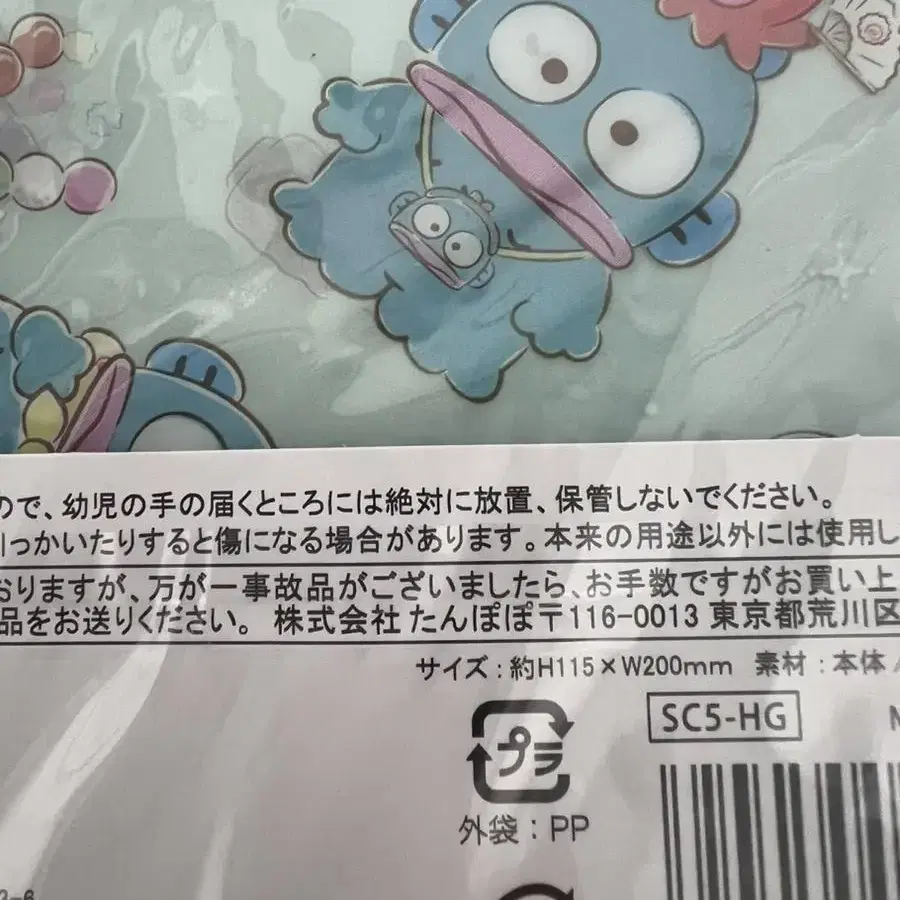 ので、幼児の手の届くところには絶対に放置、保管しないでください。
引っかいたりすると傷になる場合があります。本来の用途以外には使用し
おりますが、万が一事故品がございましたら、お手数ですがお買い上
品をお送りください。 株式会社 たんぽぽ〒116-0013 東京都荒川区
サイズ：約H115×W200mm 素材：本体
SC5-HG
プラ
外袋：PP